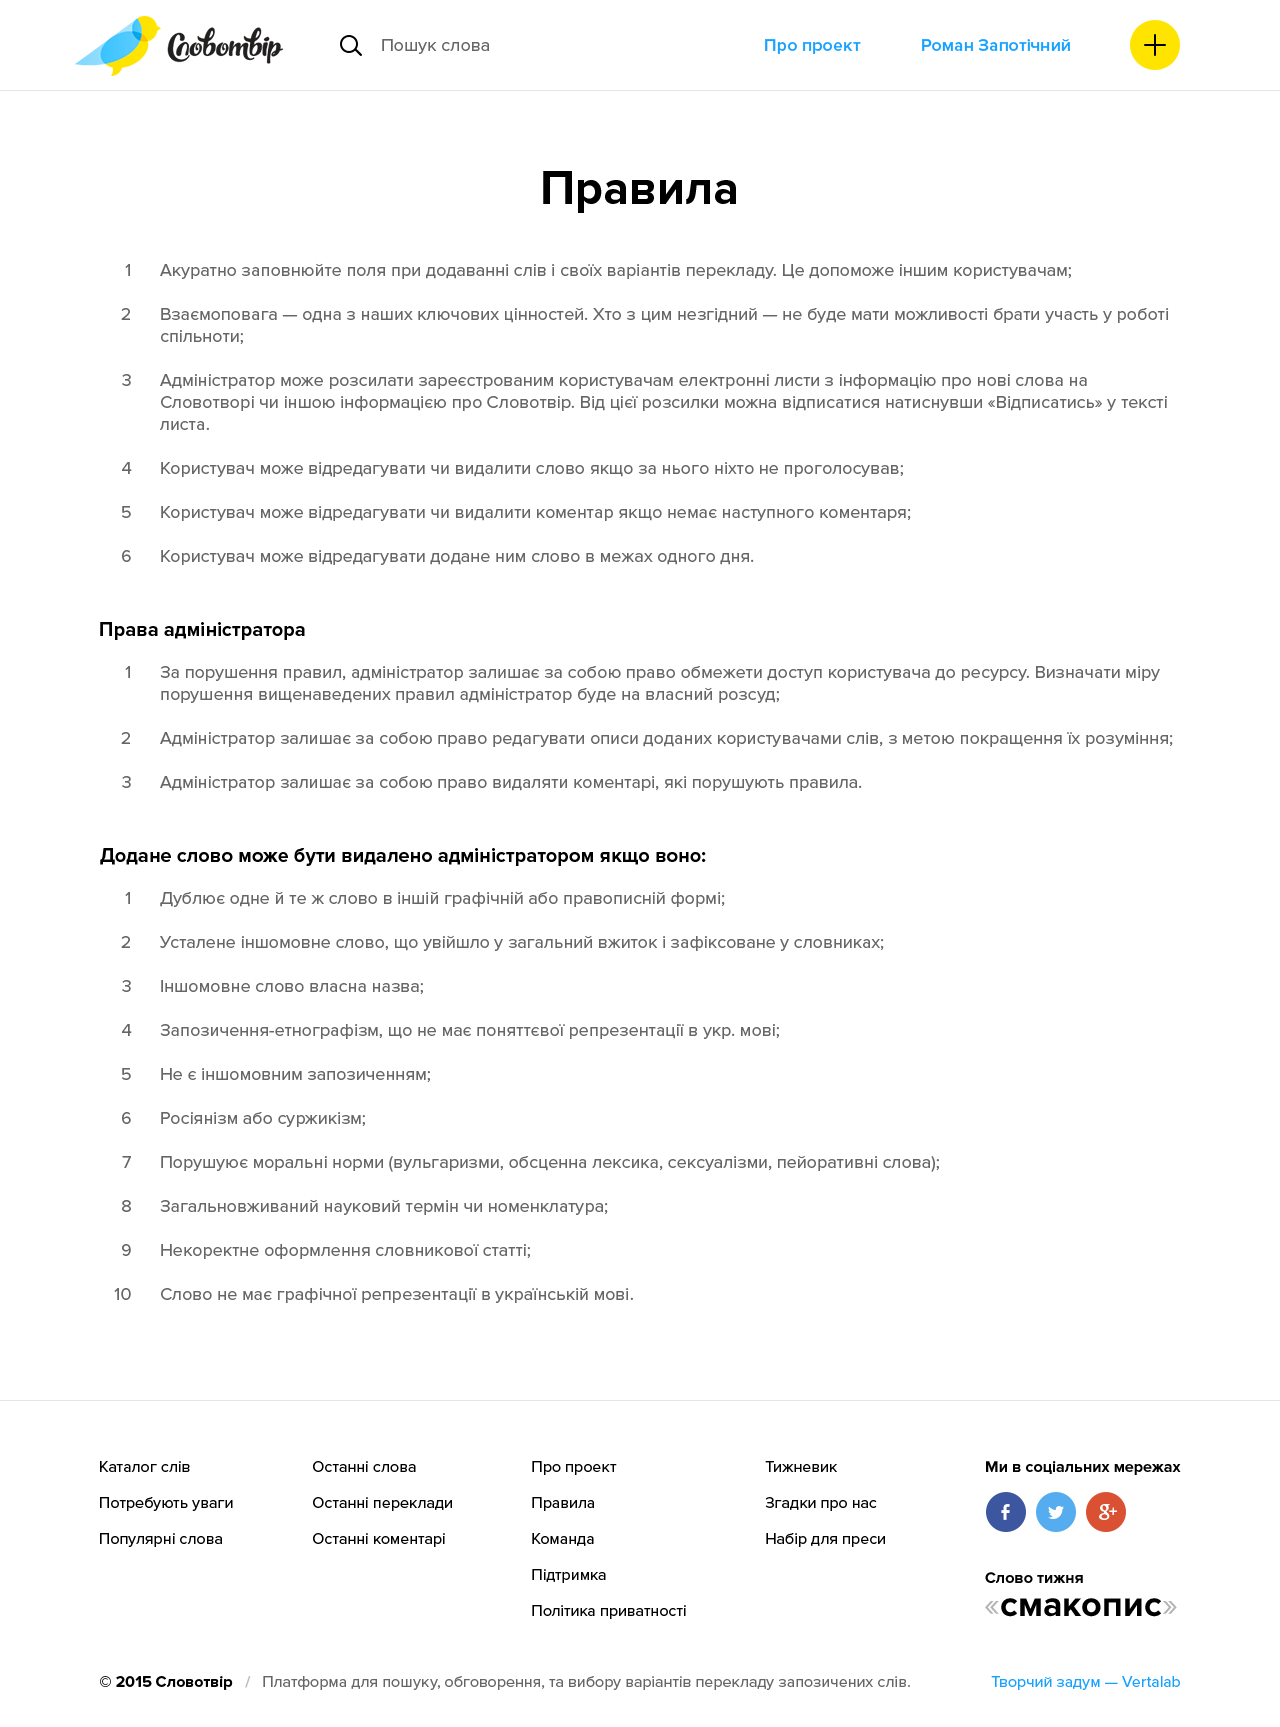 Словотвір
Пошук слова
Про проект
Роман Запотічний
Правила
1 Акуратно заповнюйте поля при додаванні слів і своїх варіантів перекладу. Це допоможе іншим користувачам;
2 Взаємоповага — одна з наших ключових цінностей. Хто з цим незгідний — не буде мати можливості брати участь у роботі
спільноти;
3 Адміністратор може розсилати зареєстрованим користувачам електронні листи з інформацію про нові слова на
Словотворі чи іншою інформацією про Словотвір. Від цієї розсилки можна відписатися натиснувши «Відписатись» у тексті
листа.
4 Користувач може відредагувати чи видалити слово якщо за нього ніхто не проголосував;
5 Користувач може відредагувати чи видалити коментар якщо немає наступного коментаря;
6 Користувач може відредагувати додане ним слово в межах одного дня.
Права адміністратора
1 За порушення правил, адміністратор залишає за собою право обмежети доступ користувача до ресурсу. Визначати міру
порушення вищенаведених правил адміністратор буде на власний розсуд;
2 Адміністратор залишає за собою право редагувати описи доданих користувачами слів, з метою покращення їх розуміння;
3 Адміністратор залишає за собою право видаляти коментарі, які порушують правила.
Додане слово може бути видалено адміністратором якщо воно:
1 Дублює одне й те ж слово в іншій графічній або правописній формі;
2 Усталене іншомовне слово, що увійшло у загальний вжиток і зафіксоване у словниках;
3 Іншомовне слово власна назва;
4 Запозичення-етнографізм, що не має поняттєвої репрезентації в укр. мові;
5 Не є іншомовним запозиченням;
6 Росіянізм або суржикізм;
7 Порушуює моральні норми (вульгаризми, обсценна лексика, сексуалізми, пейоративні слова);
8 Загальновживаний науковий термін чи номенклатура;
9 Некоректне оформлення словникової статті;
10 Слово не має графічної репрезентації в українській мові.
Каталог слів
Потребують уваги
Популярні слова
Останні слова
Останні переклади
Останні коментарі
Про проект
Правила
Команда
Підтримка
Політика приватності
Тижневик
Згадки про нас
Набір для преси
Ми в соціальних мережах
Слово тижня
«смакопис»
© 2015 Словотвір / Платформа для пошуку, обговорення, та вибору варіантів перекладу запозичених слів.
Творчий задум — Vertalab